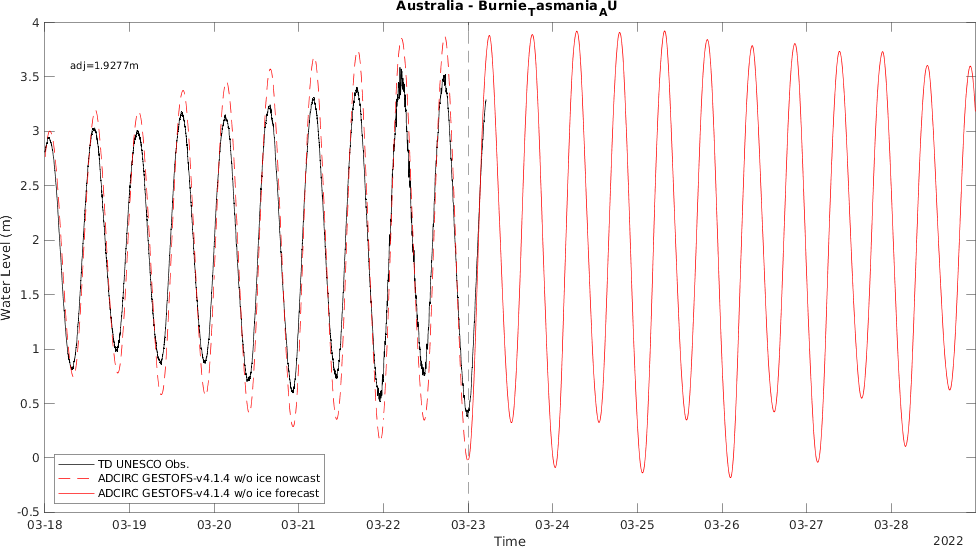 Australia - Burnie_Tasmania_AU
adj=1.9277m
4
3.5
3
2.5
2
1.5
1
0.5
0
-0.5
Water Level (m)
TD UNESCO Obs.
ADCIRC GESTOFS-v4.1.4 w/o ice nowcast
ADCIRC GESTOFS-v4.1.4 w/o ice forecast
03-18 03-19 03-20 03-21 03-22 03-23 03-24 03-25 03-26 03-27 03-28
Time
2022